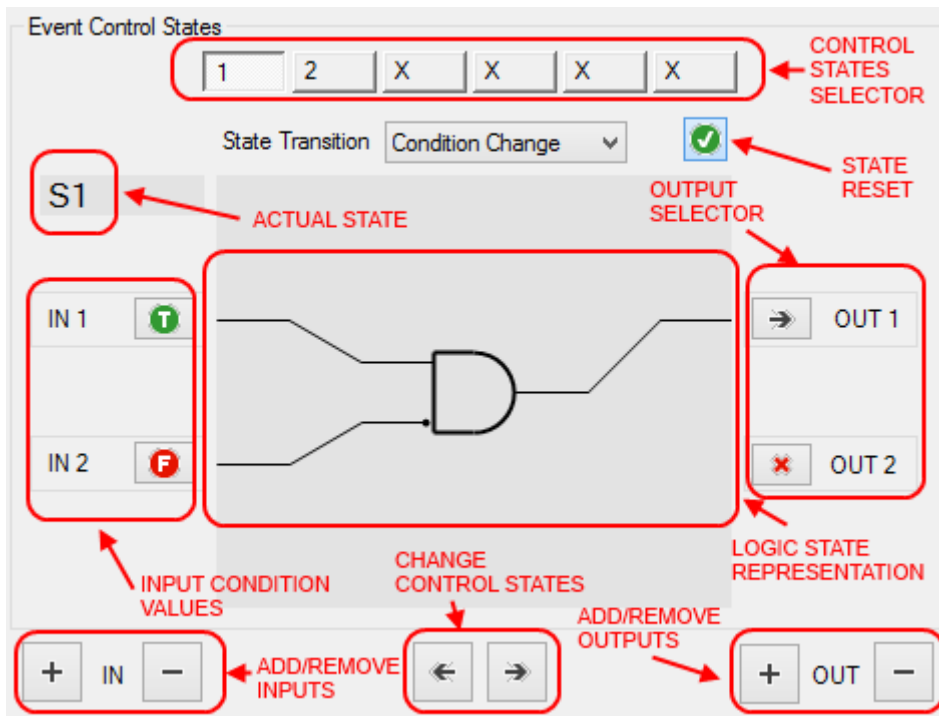 Event Control States
1 2 X X X X
CONTROL
STATES
SELECTOR
State Transition Condition Change
STATE
RESET
S1
ACTUAL STATE
OUTPUT
SELECTOR
IN 1 T
OUT 1
IN 2 F
OUT 2
LOGIC STATE
REPRESENTATION
INPUT CONDITION
VALUES
CHANGE
CONTROL STATES
ADD/REMOVE
OUTPUTS
+ IN −
ADD/REMOVE
INPUTS
+ OUT −